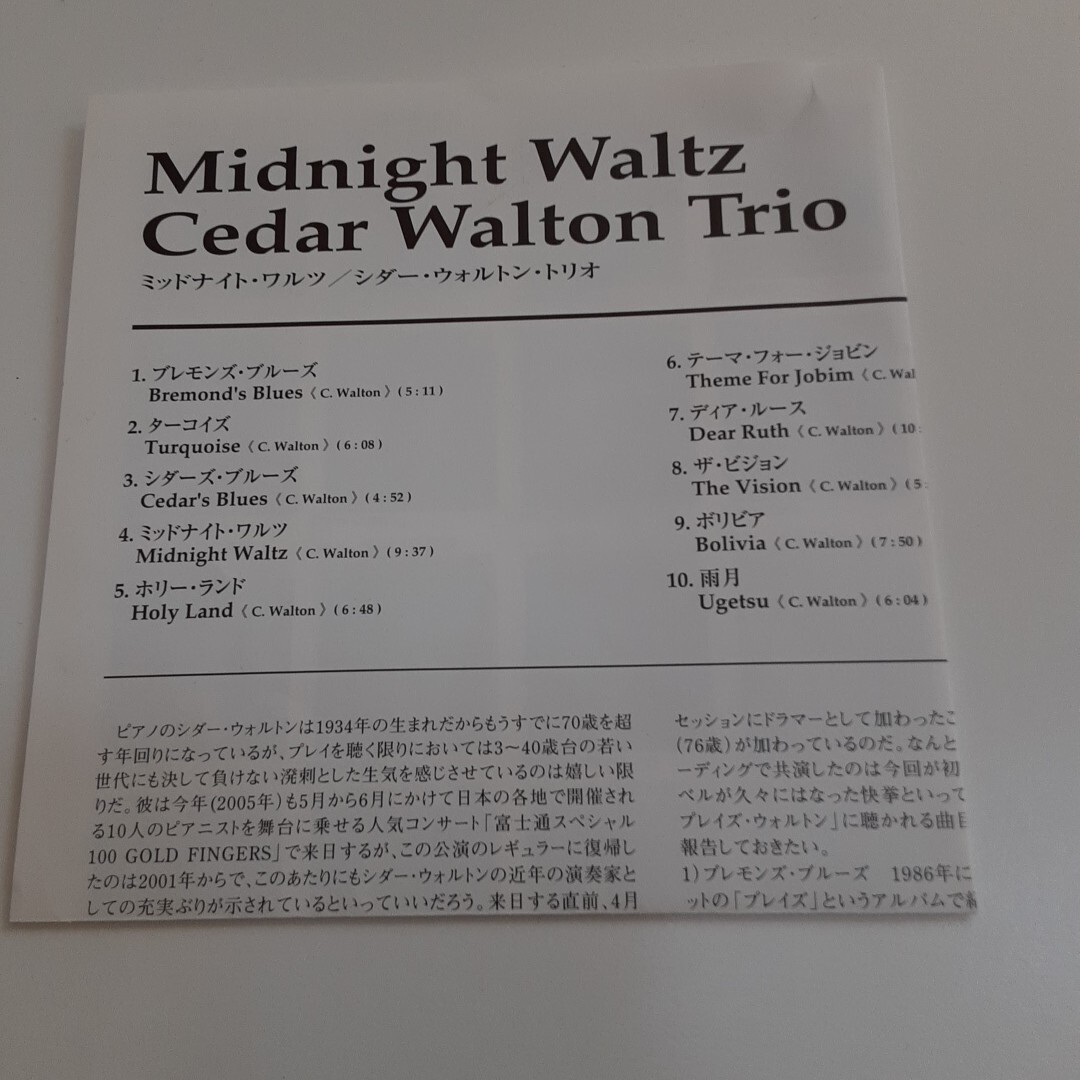 Midnight Waltz
Cedar Walton Trio
ミッドナイト・ワルツ／シダー・ウォルトン・トリオ
1. ブレモンズ・ブルーズ
Bremond's Blues〈 C. Walton 〉( 5 : 11 )
2. ターコイズ
Turquoise〈 C. Walton 〉( 6 : 08 )
3. シダーズ・ブルーズ
Cedar's Blues〈 C. Walton 〉( 4 : 52 )
4. ミッドナイト・ワルツ
Midnight Waltz〈 C. Walton 〉( 9 : 37 )
5. ホリー・ランド
Holy Land〈 C. Walton 〉( 6 : 48 )
6. テーマ・フォー・ジョビン
Theme For Jobim〈 C. Wal
7. ディア・ルース
Dear Ruth〈 C. Walton 〉( 10 :
8. ザ・ビジョン
The Vision〈 C. Walton 〉( 5 :
9. ボリビア
Bolivia〈 C. Walton 〉( 7 : 50 )
10. 雨月
Ugetsu〈 C. Walton 〉( 6 : 04 )
ピアノのシダー・ウォルトンは1934年の生まれだからもうすでに70歳を超
す年回りになっているが、プレイを聴く限りにおいては3〜40歳台の若い
世代にも決して負けない溌剌とした生気を感じさせているのは嬉しい限
りだ。彼は今年(2005年)も5月から6月にかけて日本の各地で開催され
る10人のピアニストを舞台に乗せる人気コンサート「富士通スペシャル
100 GOLD FINGERS」で来日するが、この公演のレギュラーに復帰し
たのは2001年からで、このあたりにもシダー・ウォルトンの近年の演奏家と
しての充実ぶりが示されているといっていいだろう。来日する直前、4月
セッションにドラマーとして加わったこ
(76歳)が加わっているのだ。なんと
ーディングで共演したのは今回が初
ベルが久々にはなった快挙といって
ブレイズ・ウォルトン」に聴かれる曲目
報告しておきたい。
1)ブレモンズ・ブルーズ　1986年に
ットの「ブレイズ」というアルバムで